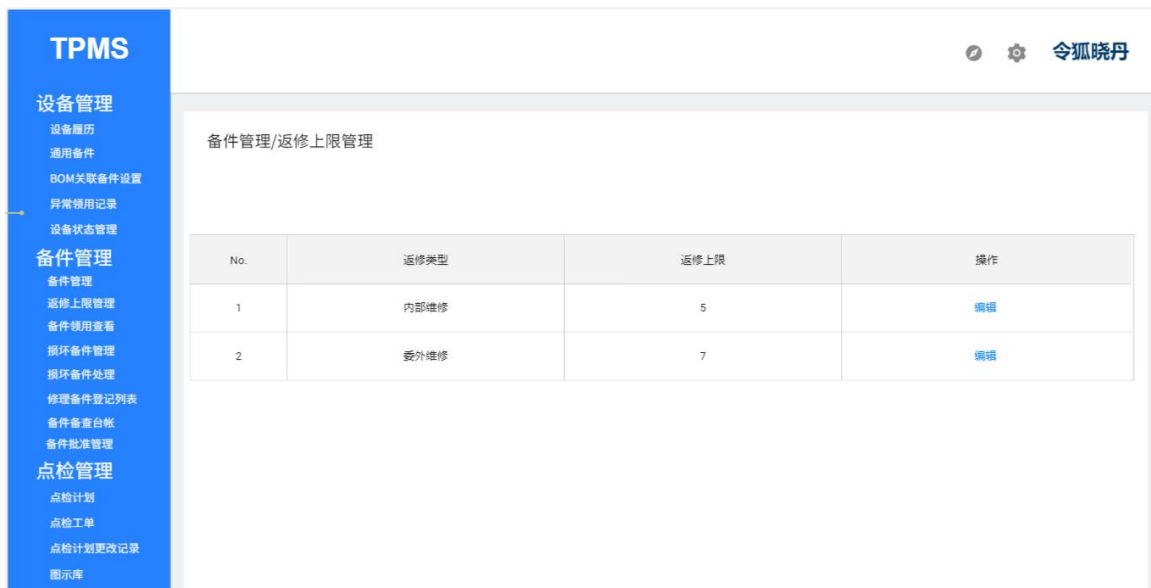 TPMS
令狐晓丹
设备管理
设备履历
通用备件
BOM关联备件设置
异常领用记录
设备状态管理
备件管理
备件管理
返修上限管理
备件领用查看
损坏备件管理
损坏备件处理
修理备件登记列表
备件备查台帐
备件批准管理
点检管理
点检计划
点检工单
点检计划更改记录
图示库
备件管理/返修上限管理
No. 返修类型 返修上限 操作
1 内部维修 5 编辑
2 委外维修 7 编辑